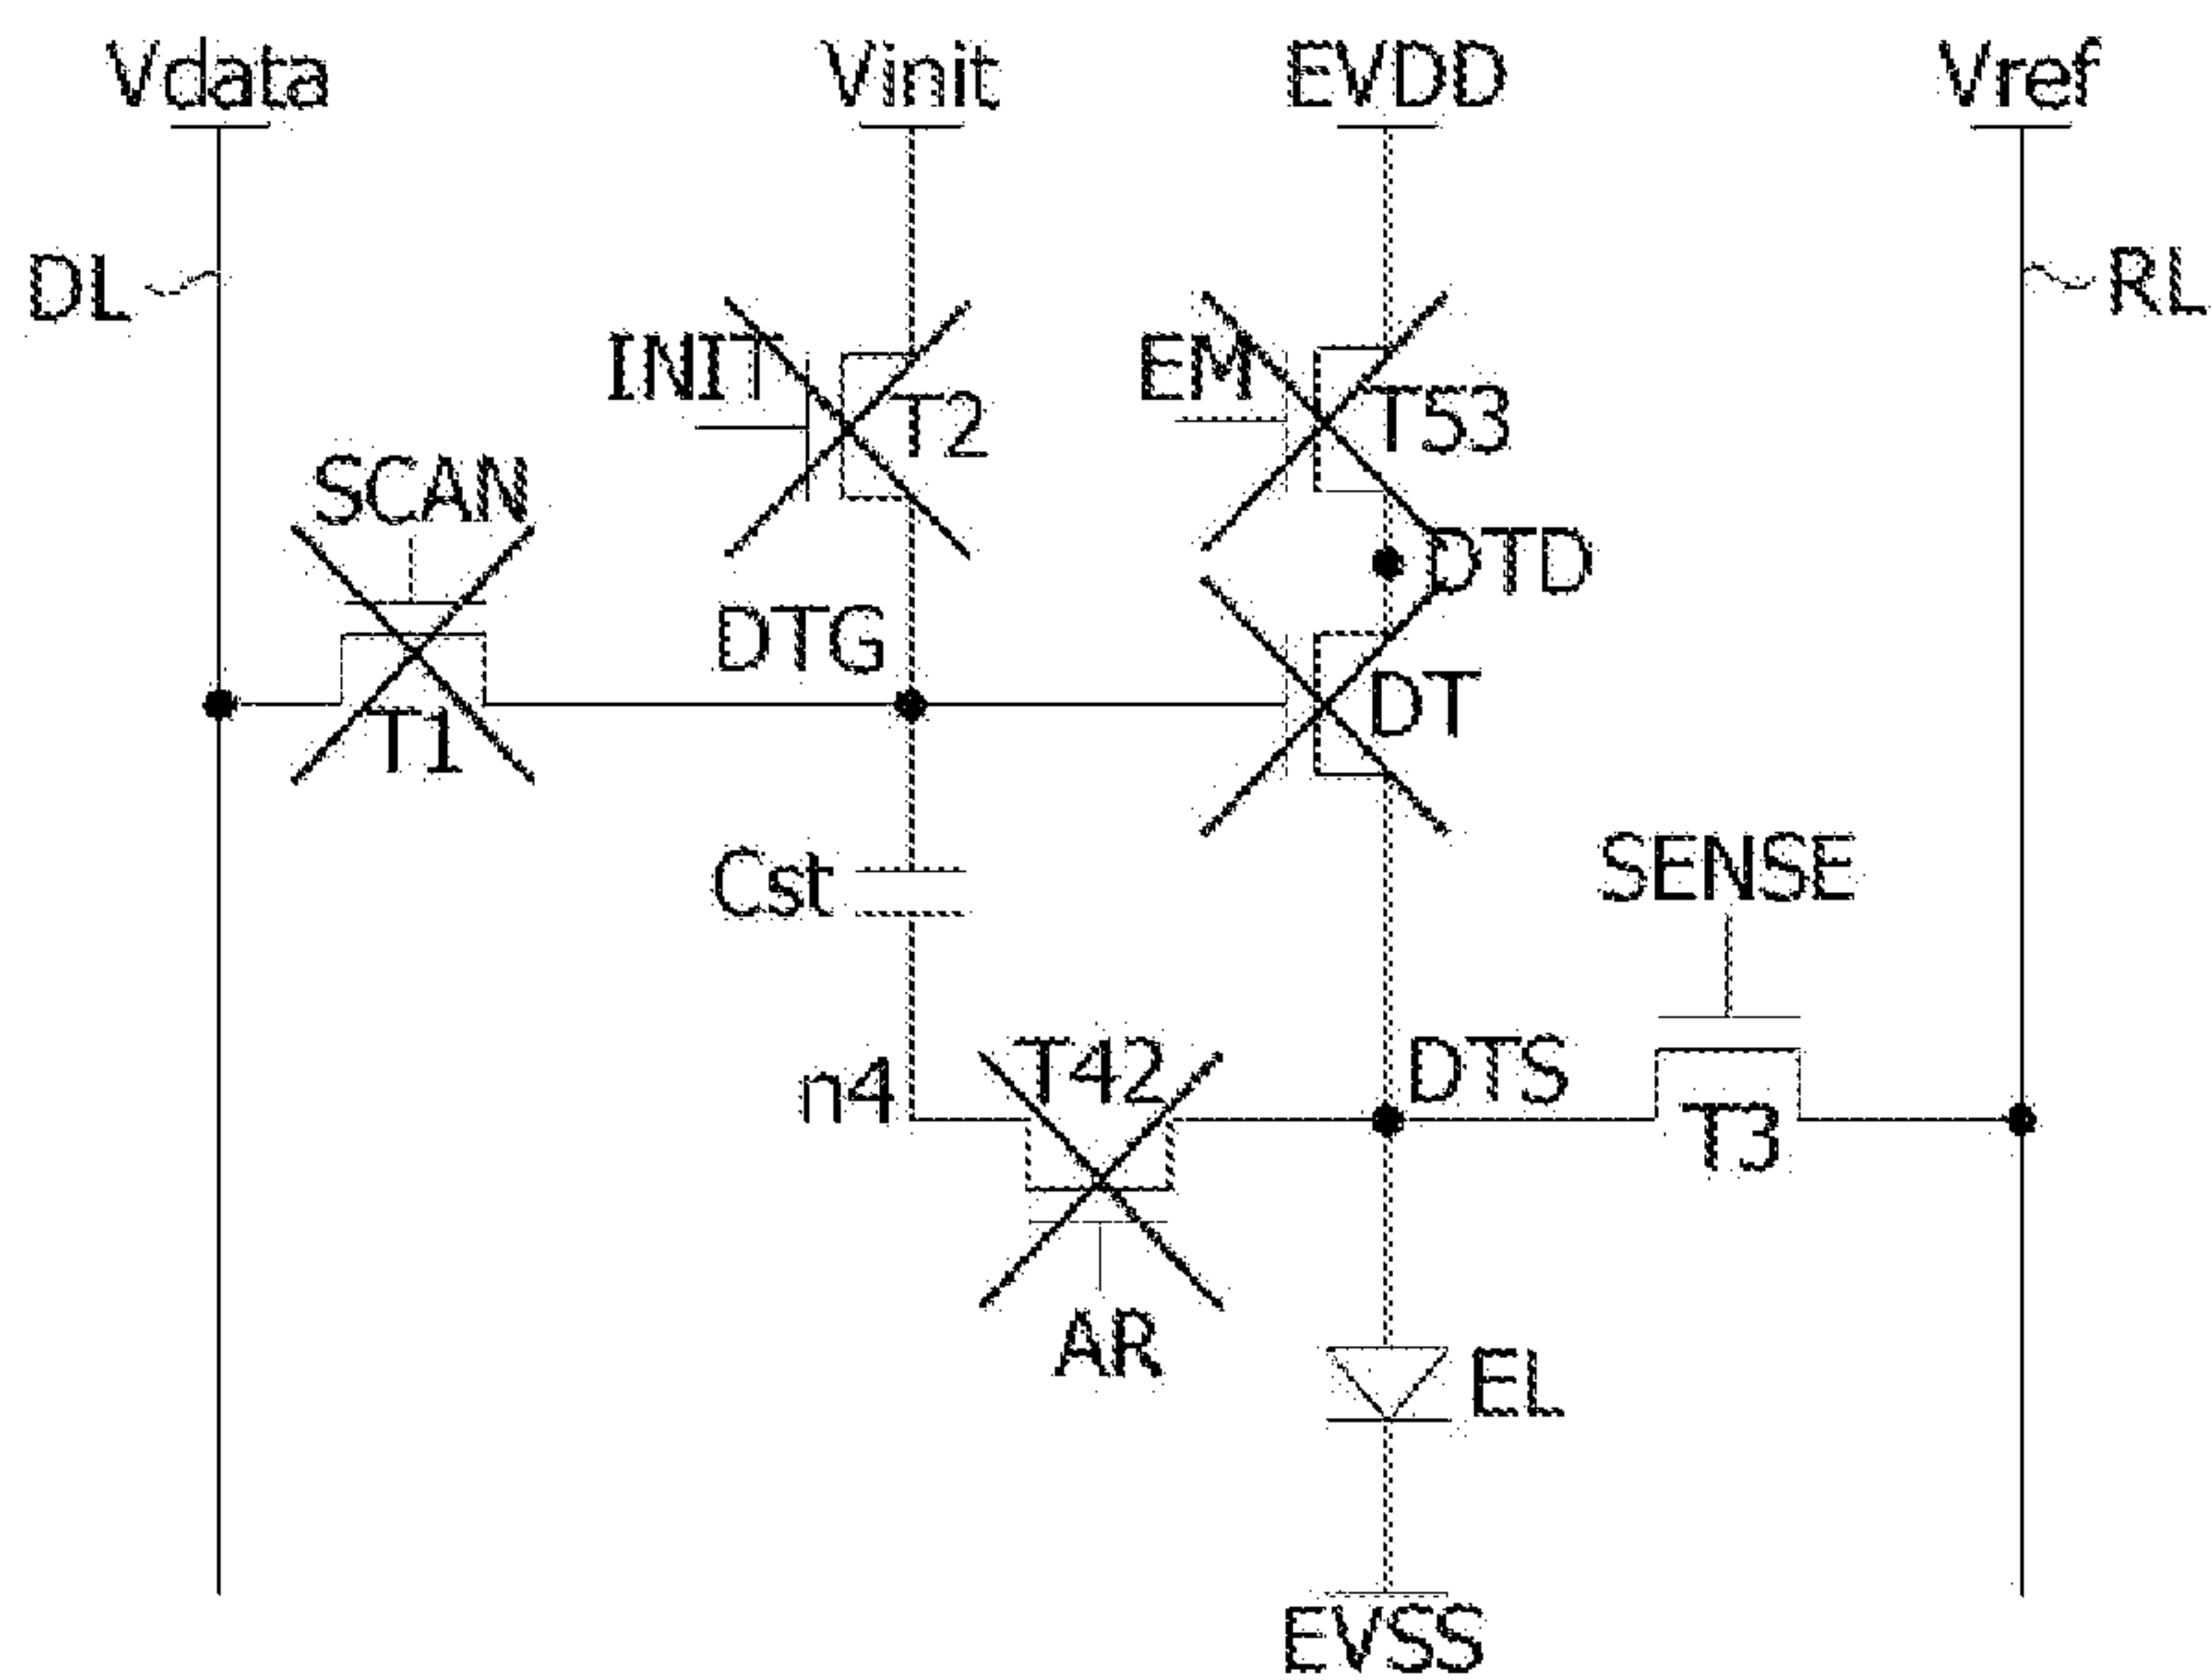 Vdata
Vinit
EVDD
Vref
DL
RL
INIT
T2
EM
T53
SCAN
DTD
DTG
DT
T1
Cst
SENSE
T42
n4
DTS
T3
AR
EL
EVSS